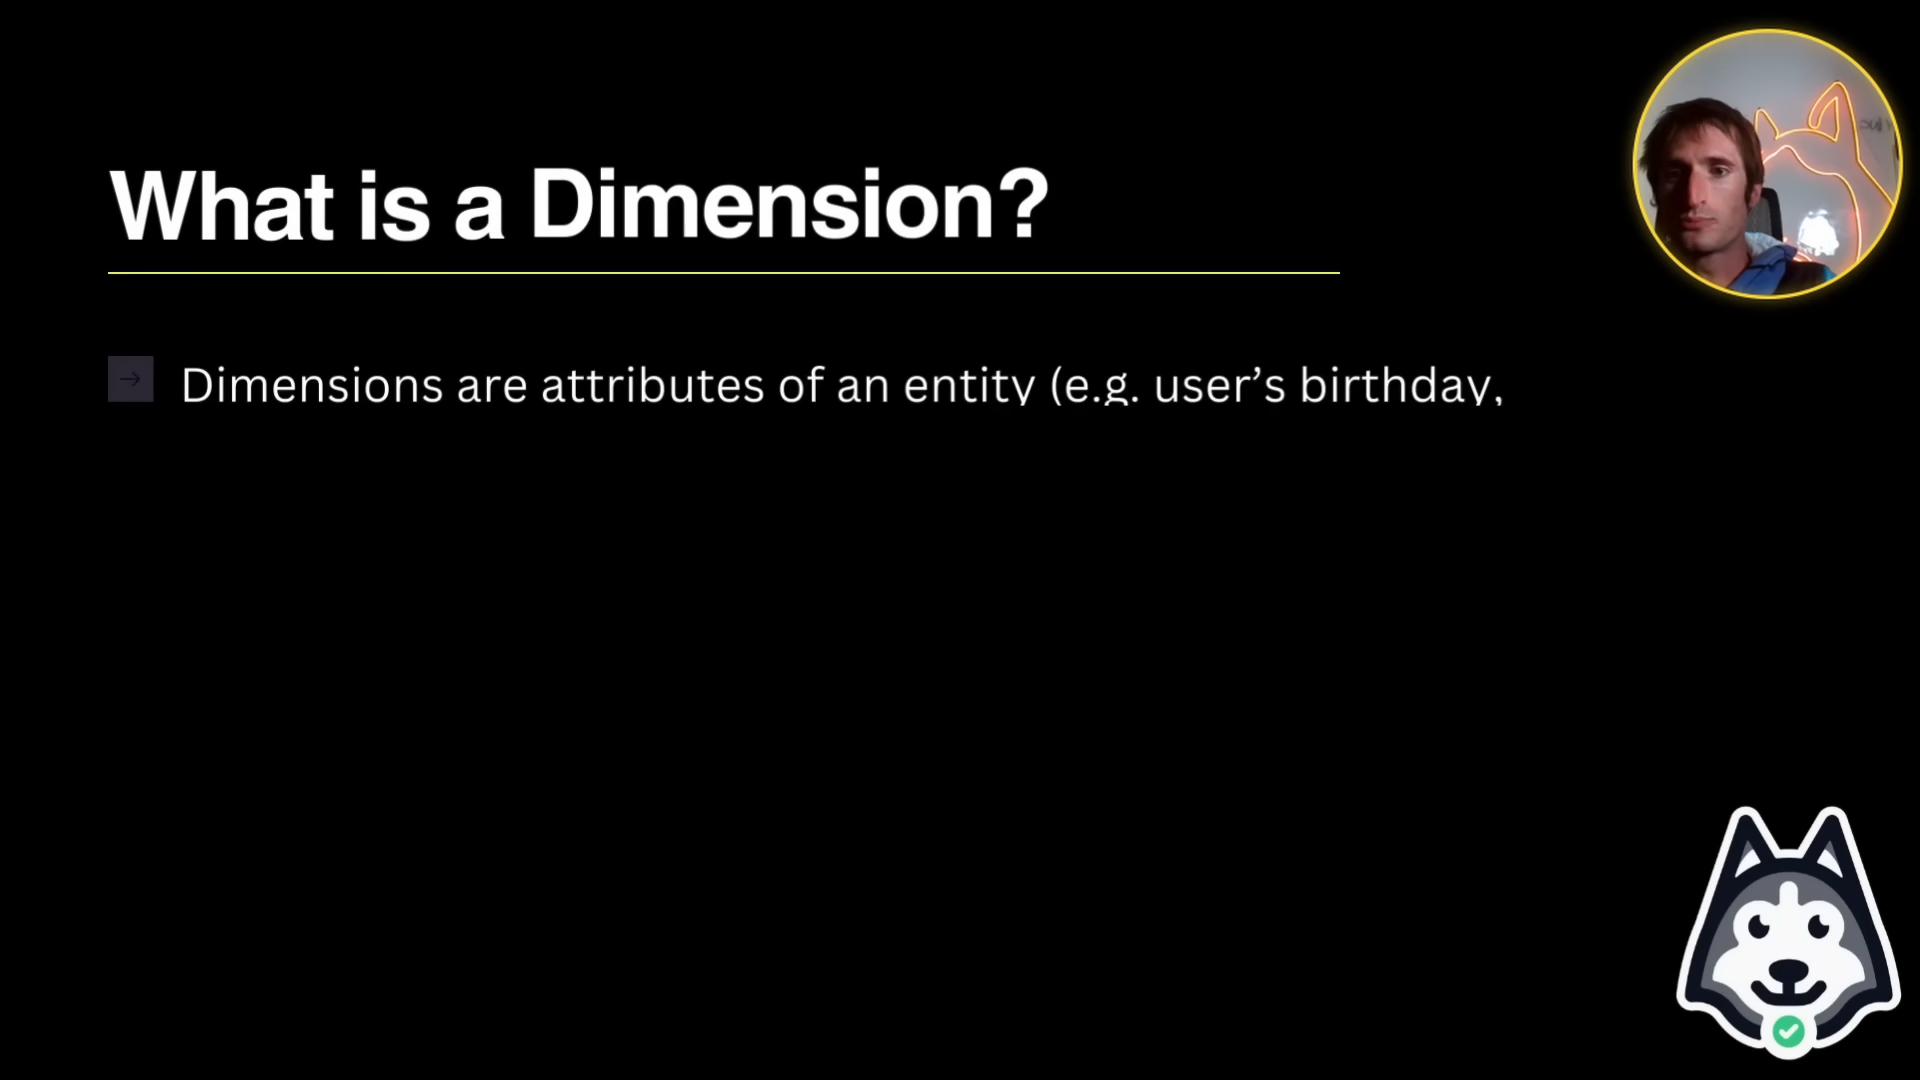 What is a Dimension?
Dimensions are attributes of an entity (e.g. user’s birthday,